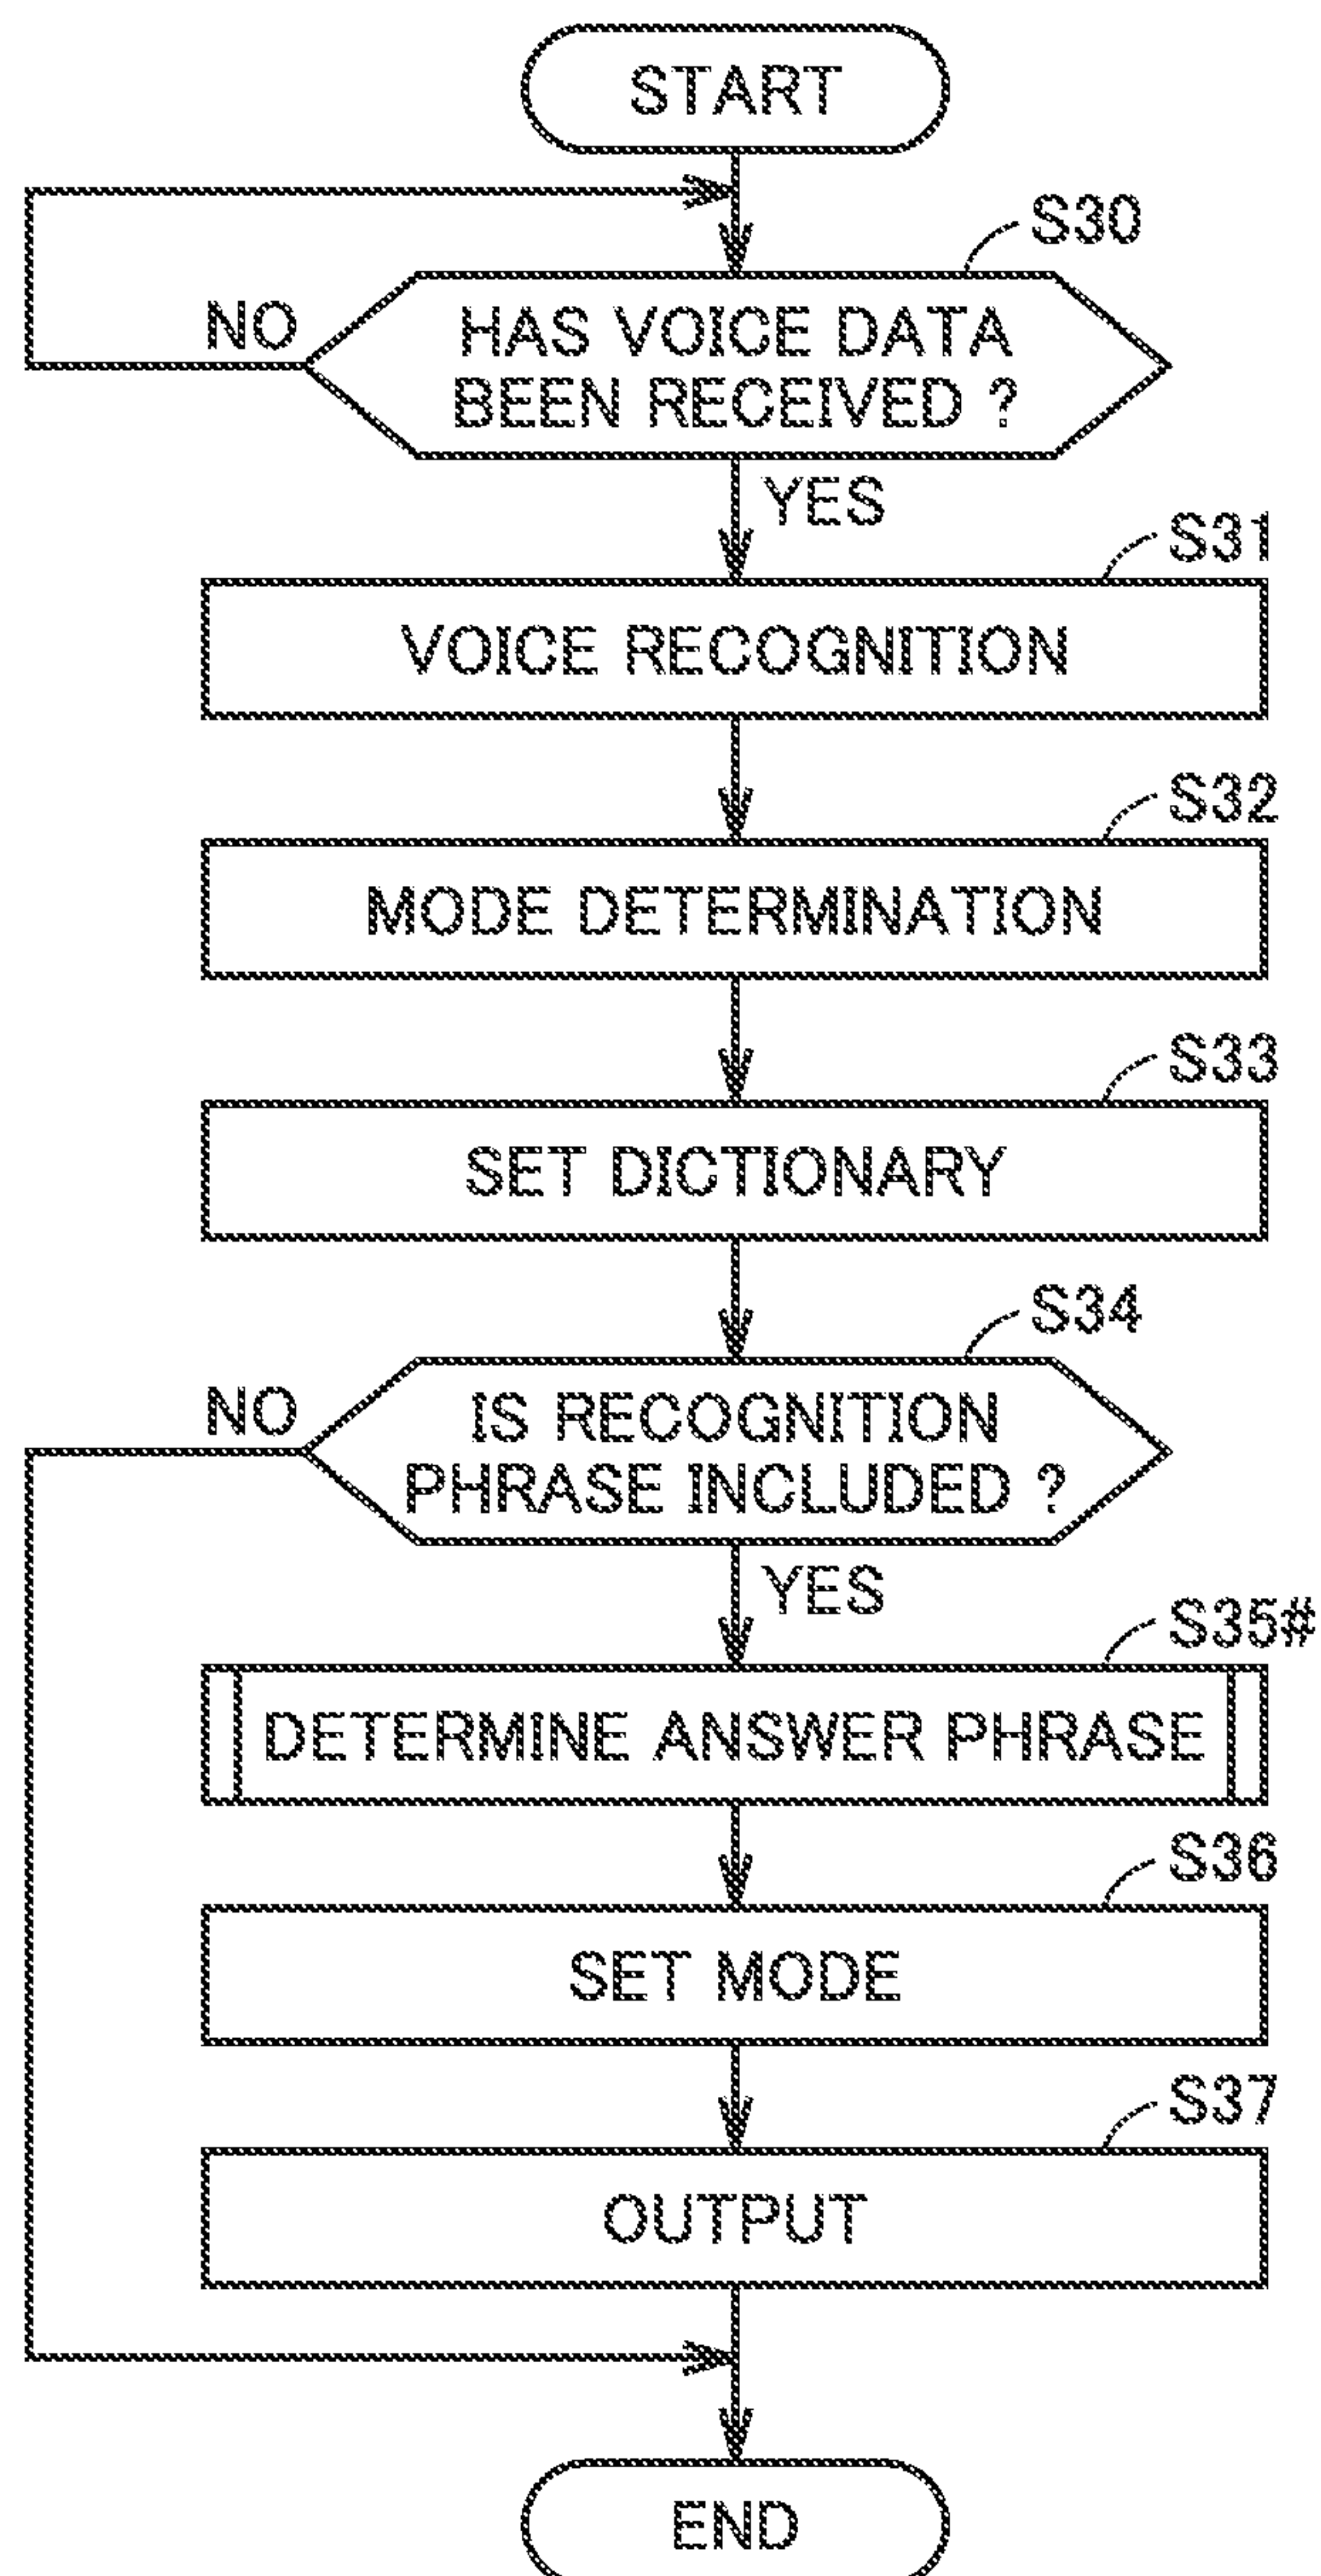 START
S30
NO
HAS VOICE DATA
BEEN RECEIVED ?
YES
S31
VOICE RECOGNITION
S32
MODE DETERMINATION
S33
SET DICTIONARY
S34
NO
IS RECOGNITION
PHRASE INCLUDED ?
YES
S35#
DETERMINE ANSWER PHRASE
S36
SET MODE
S37
OUTPUT
END